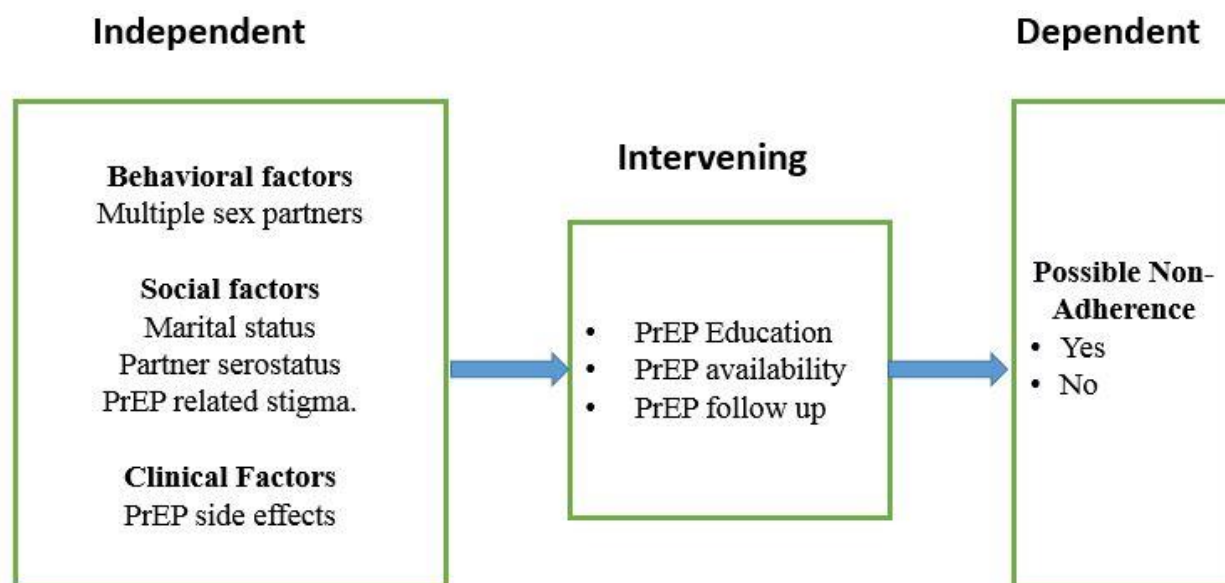 Independent
Behavioral factors
Multiple sex partners
Social factors
Marital status
Partner serostatus
PrEP related stigma.
Clinical Factors
PrEP side effects
Intervening
• PrEP Education
• PrEP availability
• PrEP follow up
Dependent
Possible Non-
Adherence
• Yes
• No